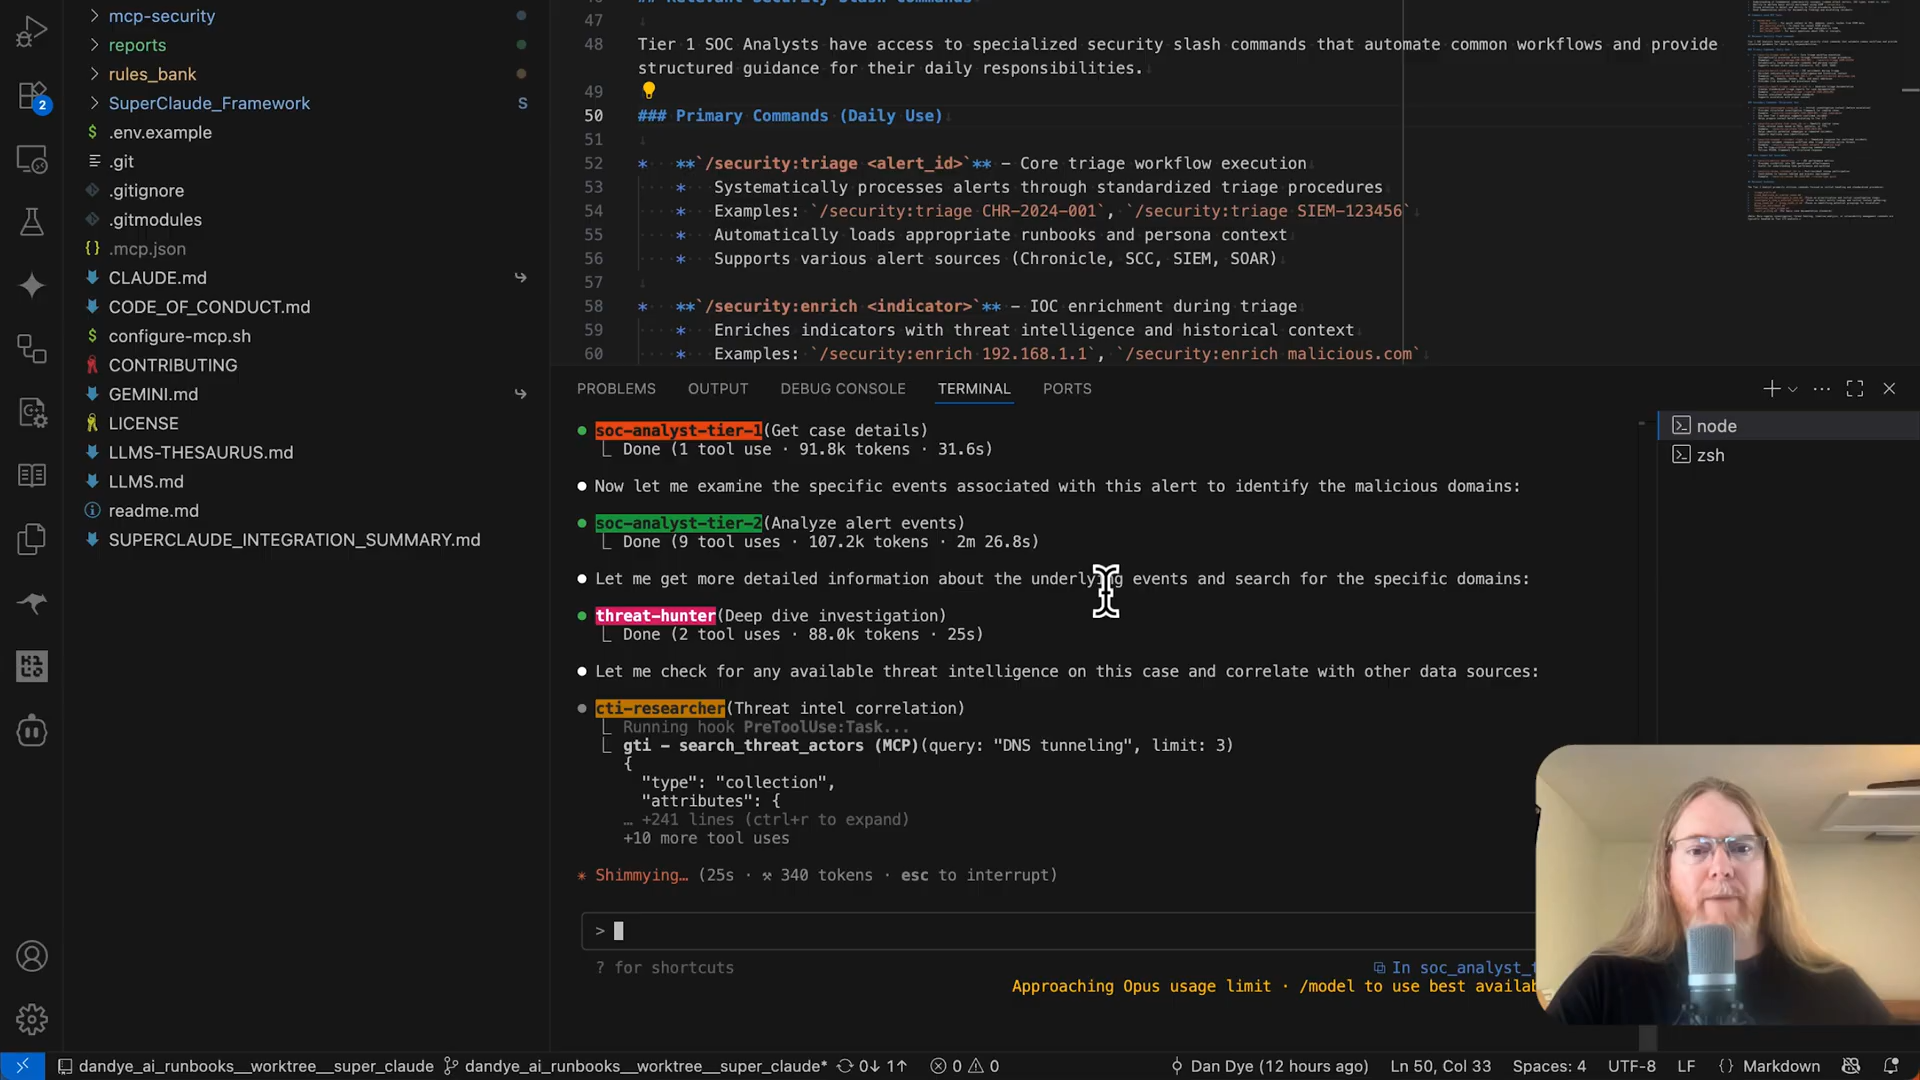 mcp-security
reports
rules_bank
SuperClaude_Framework S
.env.example
.git
.gitignore
.gitmodules
.mcp.json
CLAUDE.md
CODE_OF_CONDUCT.md
configure-mcp.sh
CONTRIBUTING
GEMINI.md
LICENSE
LLMS-THESAURUS.md
LLMS.md
readme.md
SUPERCLAUDE_INTEGRATION_SUMMARY.md
2
47
48 Tier 1 SOC Analysts have access to specialized security slash commands that automate common workflows and provide
structured guidance for their daily responsibilities.
49
50 ### Primary Commands (Daily Use)
51
52 * **`/security:triage <alert_id>`** - Core triage workflow execution
53 * Systematically processes alerts through standardized triage procedures
54 * Examples: `/security:triage CHR-2024-001`, `/security:triage SIEM-123456`
55 * Automatically loads appropriate runbooks and persona context
56 * Supports various alert sources (Chronicle, SCC, SIEM, SOAR)
57
58 * **`/security:enrich <indicator>`** - IOC enrichment during triage
59 * Enriches indicators with threat intelligence and historical context
60 * Examples: `/security:enrich 192.168.1.1`, `/security:enrich malicious.com`
PROBLEMS OUTPUT DEBUG CONSOLE TERMINAL PORTS
soc-analyst-tier-1(Get case details)
Done (1 tool use · 91.8k tokens · 31.6s)
Now let me examine the specific events associated with this alert to identify the malicious domains:
soc-analyst-tier-2(Analyze alert events)
Done (9 tool uses · 107.2k tokens · 2m 26.8s)
Let me get more detailed information about the underlying events and search for the specific domains:
threat-hunter(Deep dive investigation)
Done (2 tool uses · 88.0k tokens · 25s)
Let me check for any available threat intelligence on this case and correlate with other data sources:
cti-researcher(Threat intel correlation)
Running hook PreToolUse:Task...
gti - search_threat_actors (MCP)(query: "DNS tunneling", limit: 3)
{
"type": "collection",
"attributes": {
… +241 lines (ctrl+r to expand)
+10 more tool uses
Shimmying… (25s · 340 tokens · esc to interrupt)
>
? for shortcuts
In soc_analyst_
Approaching Opus usage limit · /model to use best availab
node
zsh
dandye_ai_runbooks__worktree__super_claude dandye_ai_runbooks__worktree__super_claude* 0↓ 1↑ 0 0 Dan Dye (12 hours ago) Ln 50, Col 33 Spaces: 4 UTF-8 LF {} Markdown